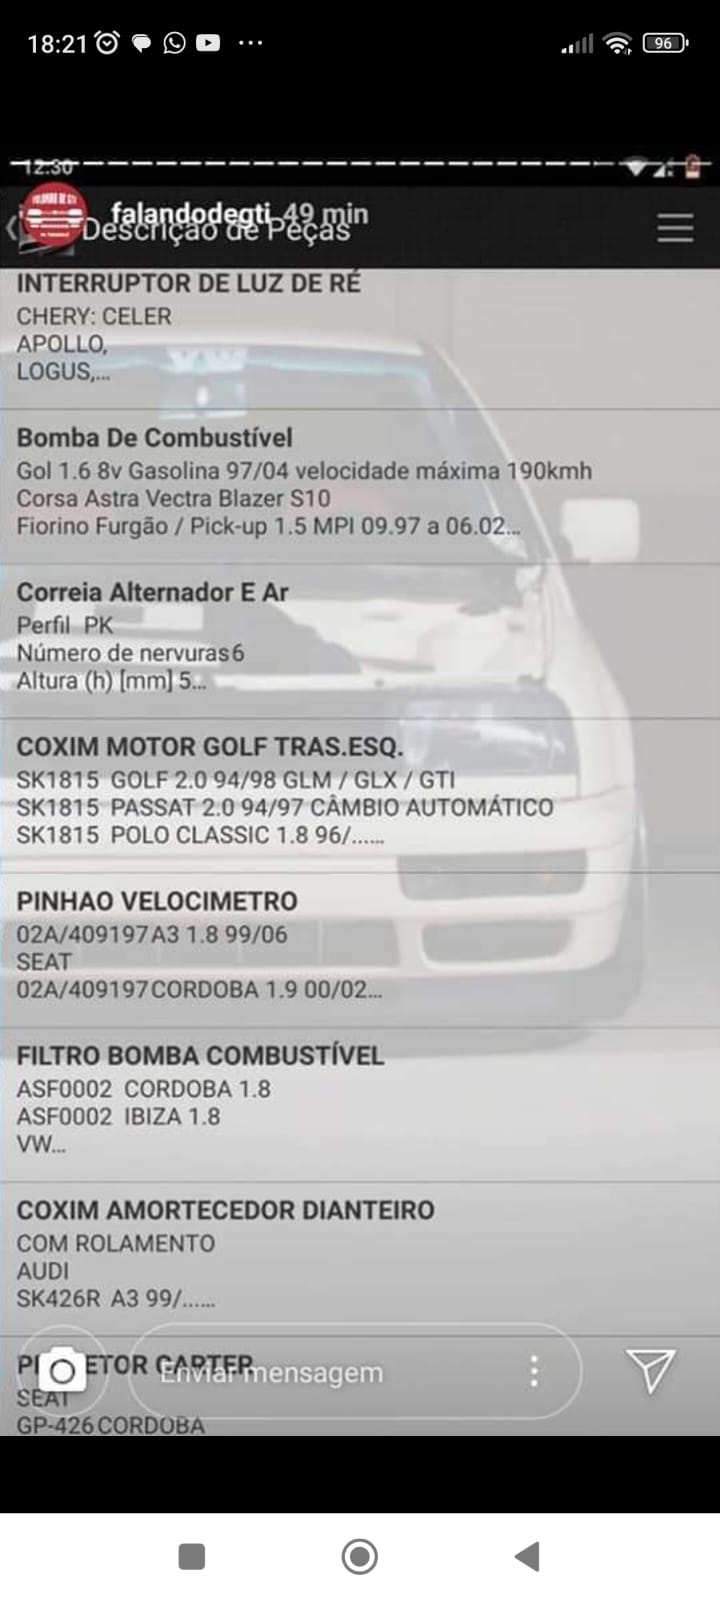 18:21
96
12:30
falandodegti 49 min
Descrição de Peças
INTERRUPTOR DE LUZ DE RÉ
CHERY: CELER
APOLLO,
LOGUS,...
Bomba De Combustível
Gol 1.6 8v Gasolina 97/04 velocidade máxima 190kmh
Corsa Astra Vectra Blazer S10
Fiorino Furgão / Pick-up 1.5 MPI 09.97 a 06.02...
Correia Alternador E Ar
Perfil PK
Número de nervuras6
Altura (h) [mm] 5...
COXIM MOTOR GOLF TRAS.ESQ.
SK1815 GOLF 2.0 94/98 GLM / GLX / GTI
SK1815 PASSAT 2.0 94/97 CÂMBIO AUTOMÁTICO
SK1815 POLO CLASSIC 1.8 96/......
PINHAO VELOCIMETRO
02A/409197 A3 1.8 99/06
SEAT
02A/409197 CORDOBA 1.9 00/02...
FILTRO BOMBA COMBUSTÍVEL
ASF0002 CORDOBA 1.8
ASF0002 IBIZA 1.8
VW...
COXIM AMORTECEDOR DIANTEIRO
COM ROLAMENTO
AUDI
SK426R A3 99/......
CARTER
Enviar mensagem
SEAT
GP-426 CORDOBA